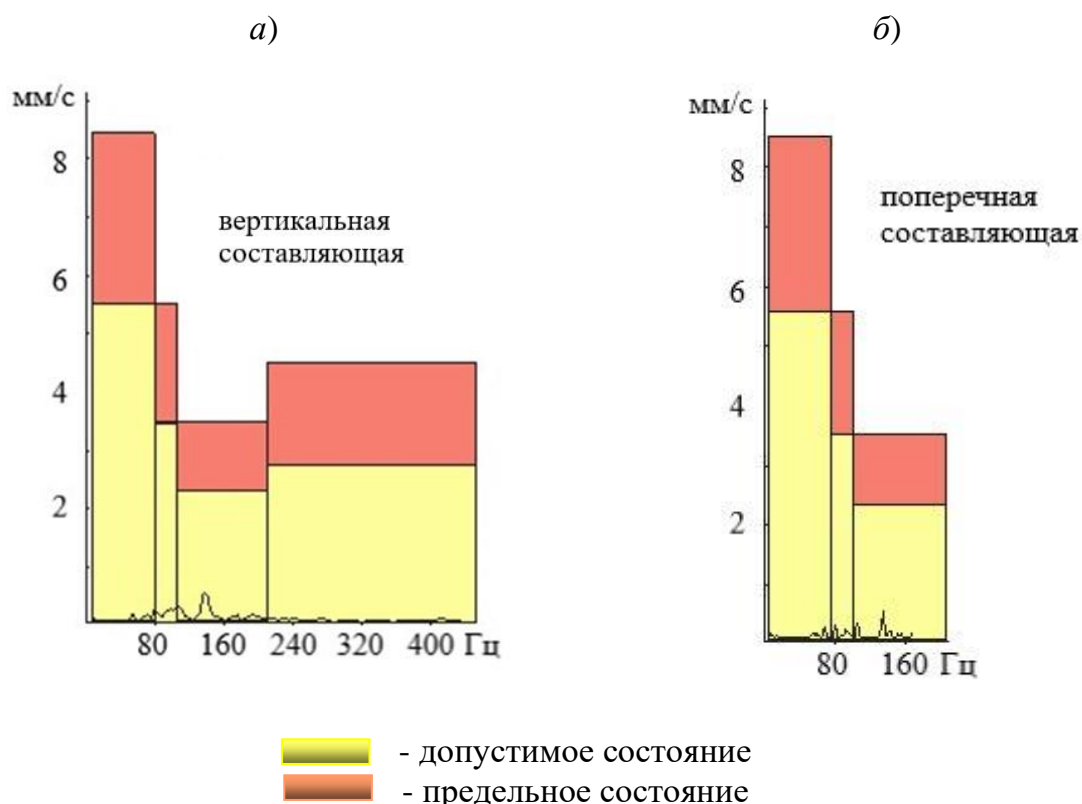 а)
б)
мм/с
8
6
4
2
вертикальная
составляющая
80 160 240 320 400 Гц
мм/с
8
6
4
2
поперечная
составляющая
80 160 Гц
- допустимое состояние
- предельное состояние